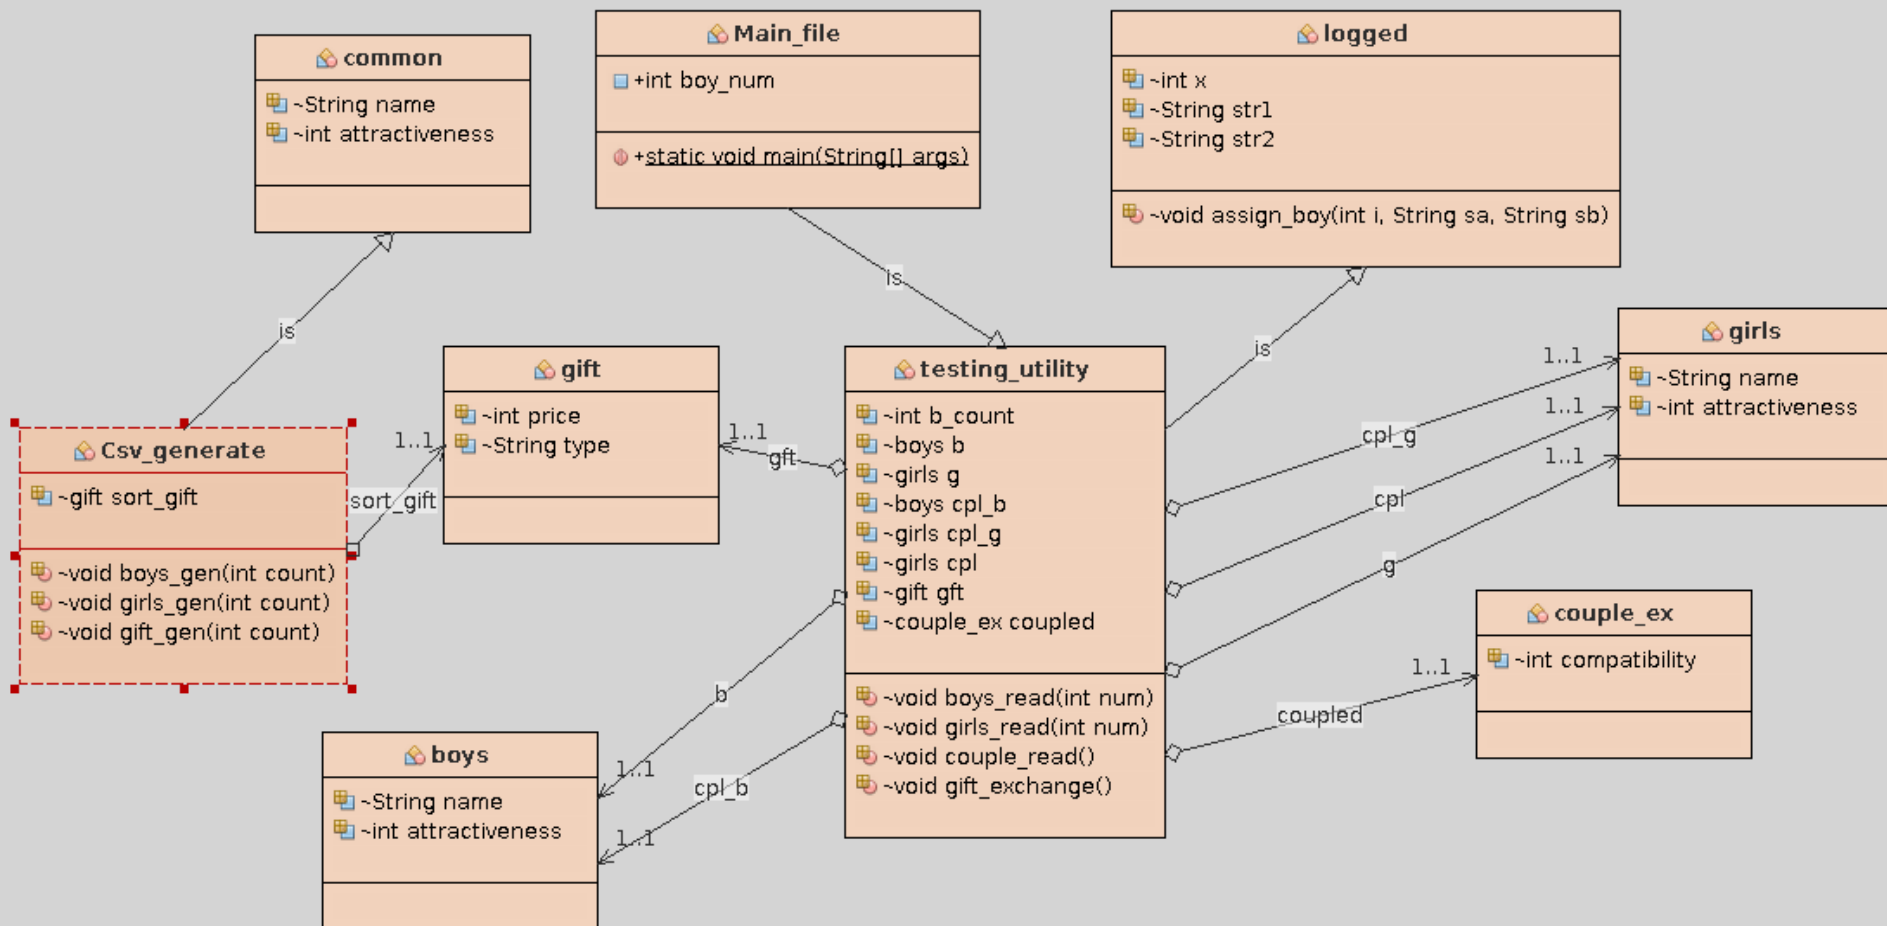 common
~String name
~int attractiveness
Main_file
+int boy_num
+static void main(String[] args)
logged
~int x
~String str1
~String str2
~void assign_boy(int i, String sa, String sb)
is
is
is
Csv_generate
~gift sort_gift
~void boys_gen(int count)
~void girls_gen(int count)
~void gift_gen(int count)
1..1
sort_gift
gift
~int price
~String type
1..1
gft
testing_utility
~int b_count
~boys b
~girls g
~boys cpl_b
~girls cpl_g
~girls cpl
~gift gft
~couple_ex coupled
~void boys_read(int num)
~void girls_read(int num)
~void couple_read()
~void gift_exchange()
1..1
cpl_g
1..1
cpl
1..1
g
girls
~String name
~int attractiveness
1..1
coupled
couple_ex
~int compatibility
b
1..1
cpl_b
1..1
boys
~String name
~int attractiveness